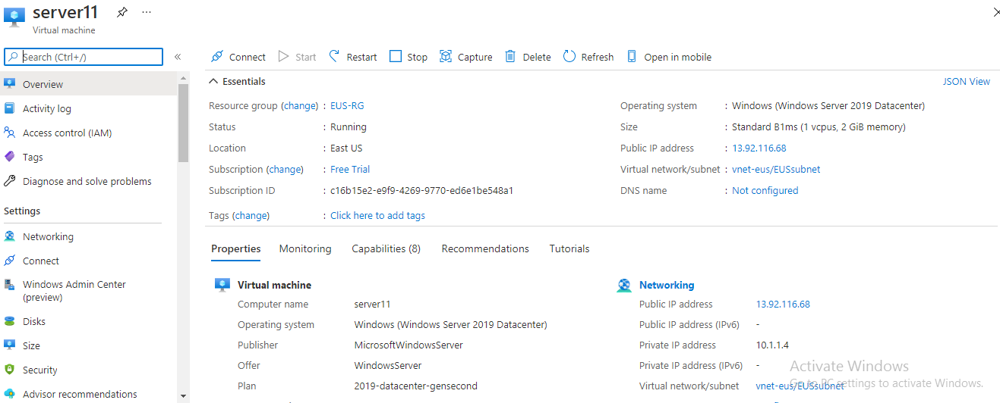 server11
Virtual machine
Search (Ctrl+/)
Overview
Activity log
Access control (IAM)
Tags
Diagnose and solve problems
Settings
Networking
Connect
Windows Admin Center
(preview)
Disks
Size
Security
Advisor recommendations
Connect Start Restart Stop Capture Delete Refresh Open in mobile
Essentials JSON View
Resource group (change) : EUS-RG
Status : Running
Location : East US
Subscription (change) : Free Trial
Subscription ID : c16b15e2-e9f9-4269-9770-ed6e1be548a1
Tags (change) : Click here to add tags
Operating system : Windows (Windows Server 2019 Datacenter)
Size : Standard B1ms (1 vcpus, 2 GiB memory)
Public IP address : 13.92.116.68
Virtual network/subnet : vnet-eus/EUSsubnet
DNS name : Not configured
Properties Monitoring Capabilities (8) Recommendations Tutorials
Virtual machine
Computer name server11
Operating system Windows (Windows Server 2019 Datacenter)
Publisher MicrosoftWindowsServer
Offer WindowsServer
Plan 2019-datacenter-gensecond
Networking
Public IP address 13.92.116.68
Public IP address (IPv6) -
Private IP address 10.1.1.4
Private IP address (IPv6) -
Virtual network/subnet vnet-eus/EUSsubnet
Activate Windows
Go to PC settings to activate Windows.